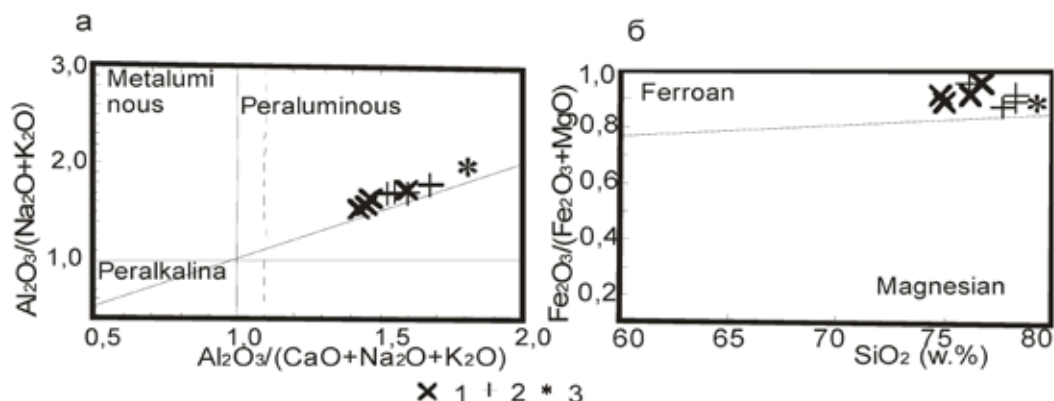 а
Al₂O₃/(Na₂O+K₂O)
3,0
2,0
1,0
Metalumi
nous
Peraluminous
Peralkalina
0,5
1,0
1,5
2,0
Al₂O₃/(CaO+Na₂O+K₂O)
б
Fe₂O₃/(Fe₂O₃+MgO)
1,0
0,8
0,6
0,4
0,2
Ferroan
Magnesian
60
65
70
75
80
SiO₂ (w.%)
× 1 + 2 * 3